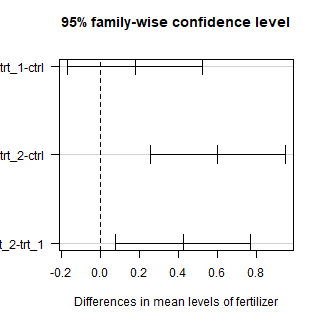 95% family-wise confidence level
trt_1-ctrl
trt_2-ctrl
t_2-trt_1
-0.2 0.0 0.2 0.4 0.6 0.8
Differences in mean levels of fertilizer